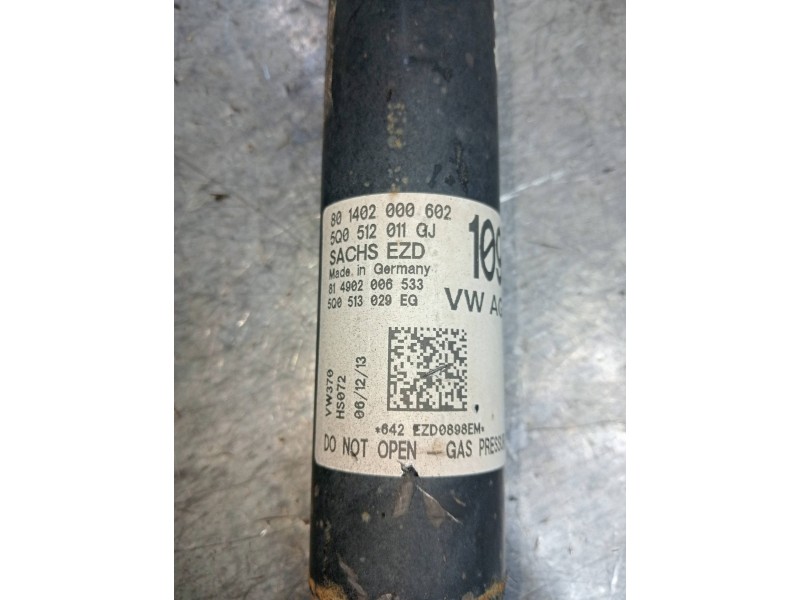 80 1402 000 602
5Q0 512 011 GJ
SACHS EZD
Made in Germany
81 4902 006 533
5Q0 513 029 EG
109
VW AG
VW370
HS072
06/12/13
*642 EZD0898EM*
DO NOT OPEN – GAS